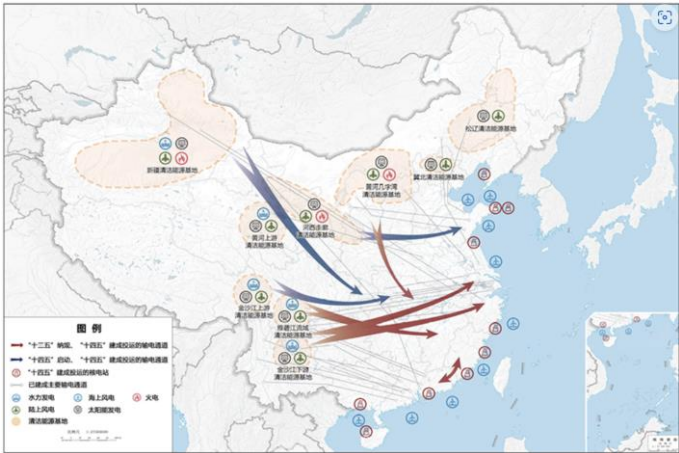 新疆清洁能源基地
松辽清洁能源基地
冀北清洁能源基地
黄河几字湾
清洁能源基地
河西走廊
清洁能源基地
黄河上游
清洁能源基地
金沙江上游
清洁能源基地
雅砻江流域
清洁能源基地
金沙江下游
清洁能源基地
图 例
建成投运的输电通道
“十四五”启动、“十四五”建成投运的输电通道
“十四五”建成投运的核电站
已建成主要输电通道
水力发电 海上风电 火电
陆上风电 太阳能发电
清洁能源基地